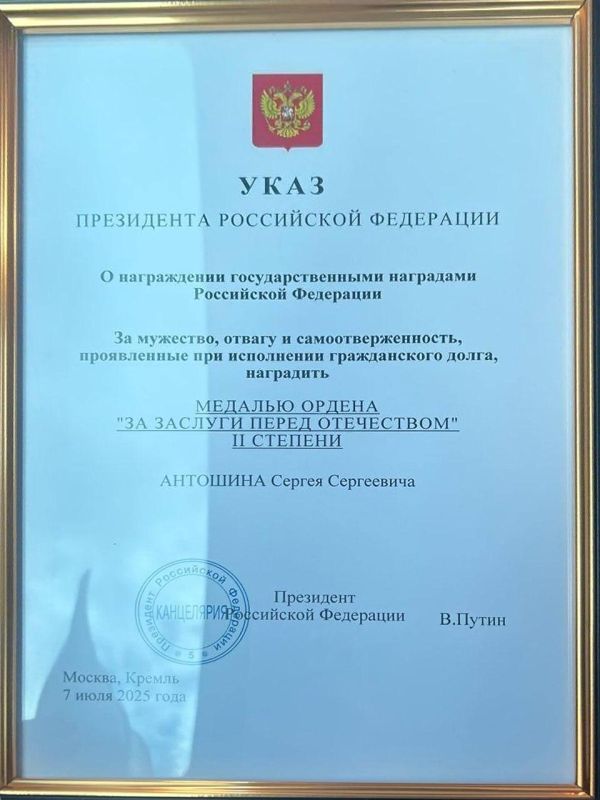 УКАЗ
ПРЕЗИДЕНТА РОССИЙСКОЙ ФЕДЕРАЦИИ
О награждении государственными наградами
Российской Федерации
За мужество, отвагу и самоотверженность,
проявленные при исполнении гражданского долга,
наградить
МЕДАЛЬЮ ОРДЕНА
"ЗА ЗАСЛУГИ ПЕРЕД ОТЕЧЕСТВОМ"
II СТЕПЕНИ
АНТОШИНА Сергея Сергеевича
Президент Российской Федерации
КАНЦЕЛЯРИЯ
5
Президент
Российской Федерации
В.Путин
Москва, Кремль
7 июля 2025 года